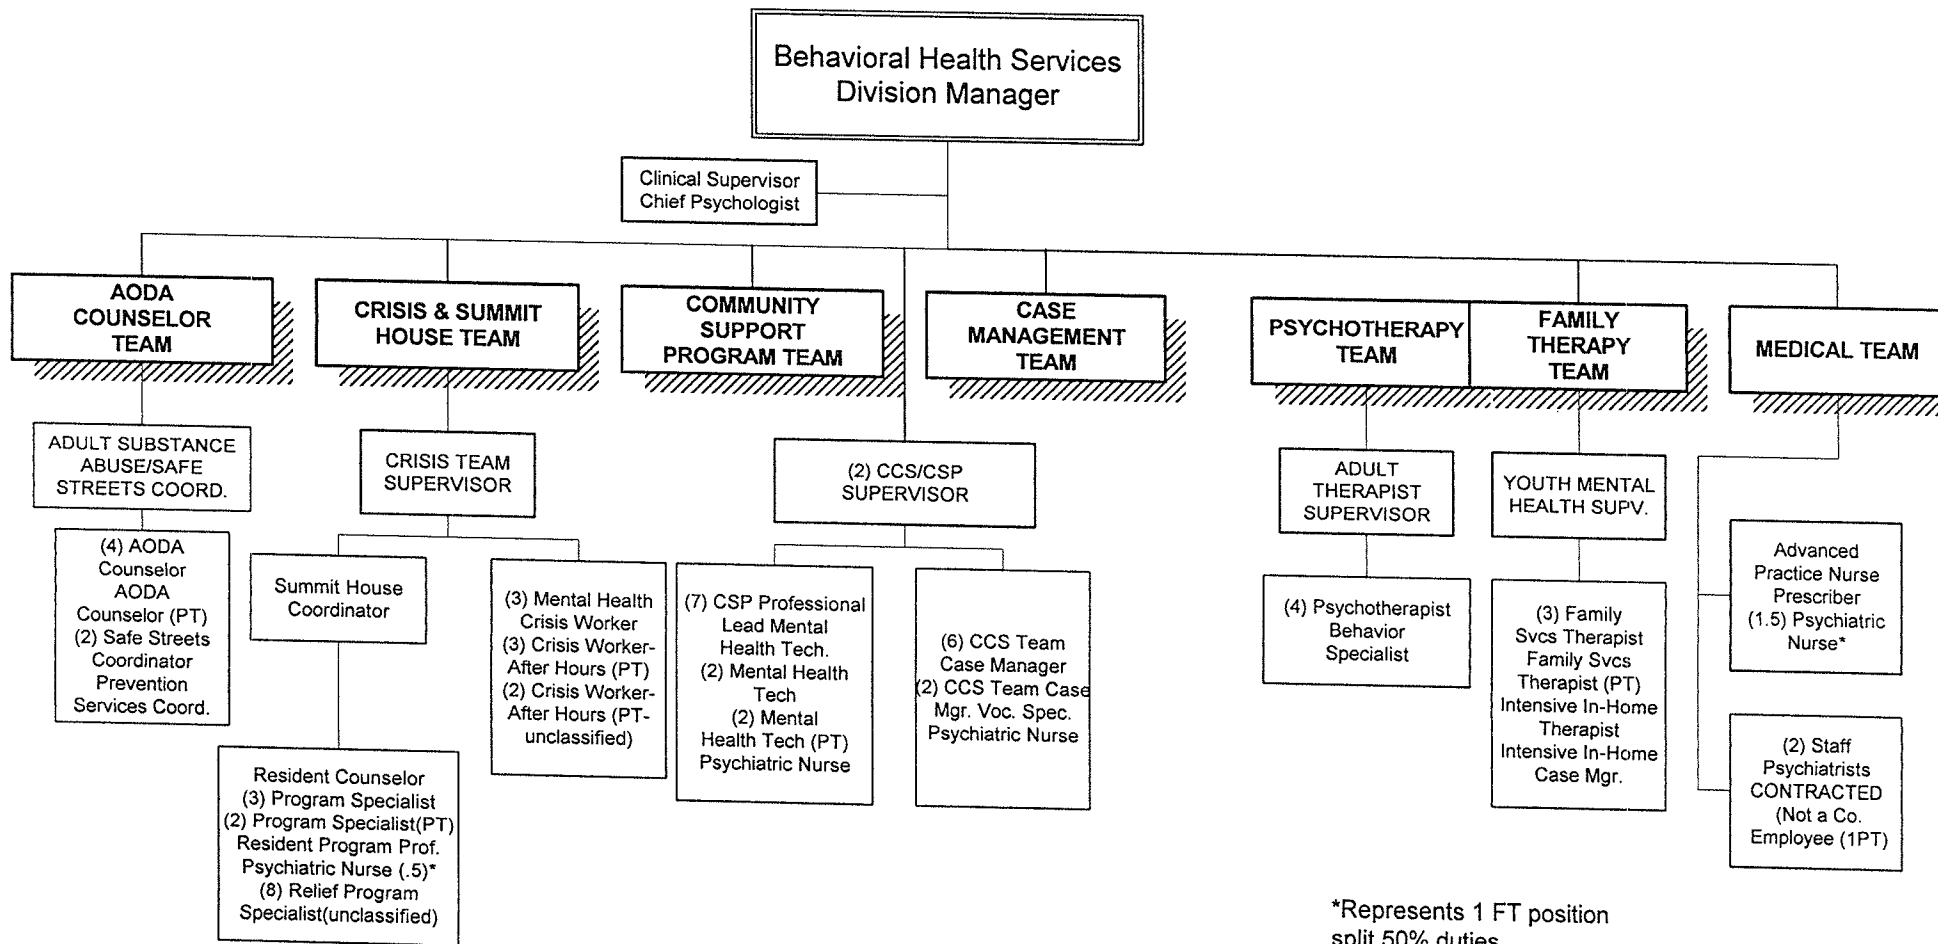 Behavioral Health Services
Division Manager
Clinical Supervisor
Chief Psychologist
AODA
COUNSELOR
TEAM
CRISIS & SUMMIT
HOUSE TEAM
COMMUNITY
SUPPORT
PROGRAM TEAM
CASE
MANAGEMENT
TEAM
PSYCHOTHERAPY
TEAM
FAMILY
THERAPY
TEAM
MEDICAL TEAM
ADULT SUBSTANCE
ABUSE/SAFE
STREETS COORD.
CRISIS TEAM
SUPERVISOR
(2) CCS/CSP
SUPERVISOR
ADULT
THERAPIST
SUPERVISOR
YOUTH MENTAL
HEALTH SUPV.
(4) AODA
Counselor
AODA
Counselor (PT)
(2) Safe Streets
Coordinator
Prevention
Services Coord.
Summit House
Coordinator
(3) Mental Health
Crisis Worker
(3) Crisis Worker-
After Hours (PT)
(2) Crisis Worker-
After Hours (PT-
unclassified)
(7) CSP Professional
Lead Mental
Health Tech.
(2) Mental Health
Tech
(2) Mental
Health Tech (PT)
Psychiatric Nurse
(6) CCS Team
Case Manager
(2) CCS Team Case
Mgr. Voc. Spec.
Psychiatric Nurse
(4) Psychotherapist
Behavior
Specialist
(3) Family
Svcs Therapist
Family Svcs
Therapist (PT)
Intensive In-Home
Therapist
Intensive In-Home
Case Mgr.
Advanced
Practice Nurse
Prescriber
(1.5) Psychiatric
Nurse*
(2) Staff
Psychiatrists
CONTRACTED
(Not a Co.
Employee (1PT)
Resident Counselor
(3) Program Specialist
(2) Program Specialist(PT)
Resident Program Prof.
Psychiatric Nurse (.5)*
(8) Relief Program
Specialist(unclassified)
*Represents 1 FT position
split 50% duties